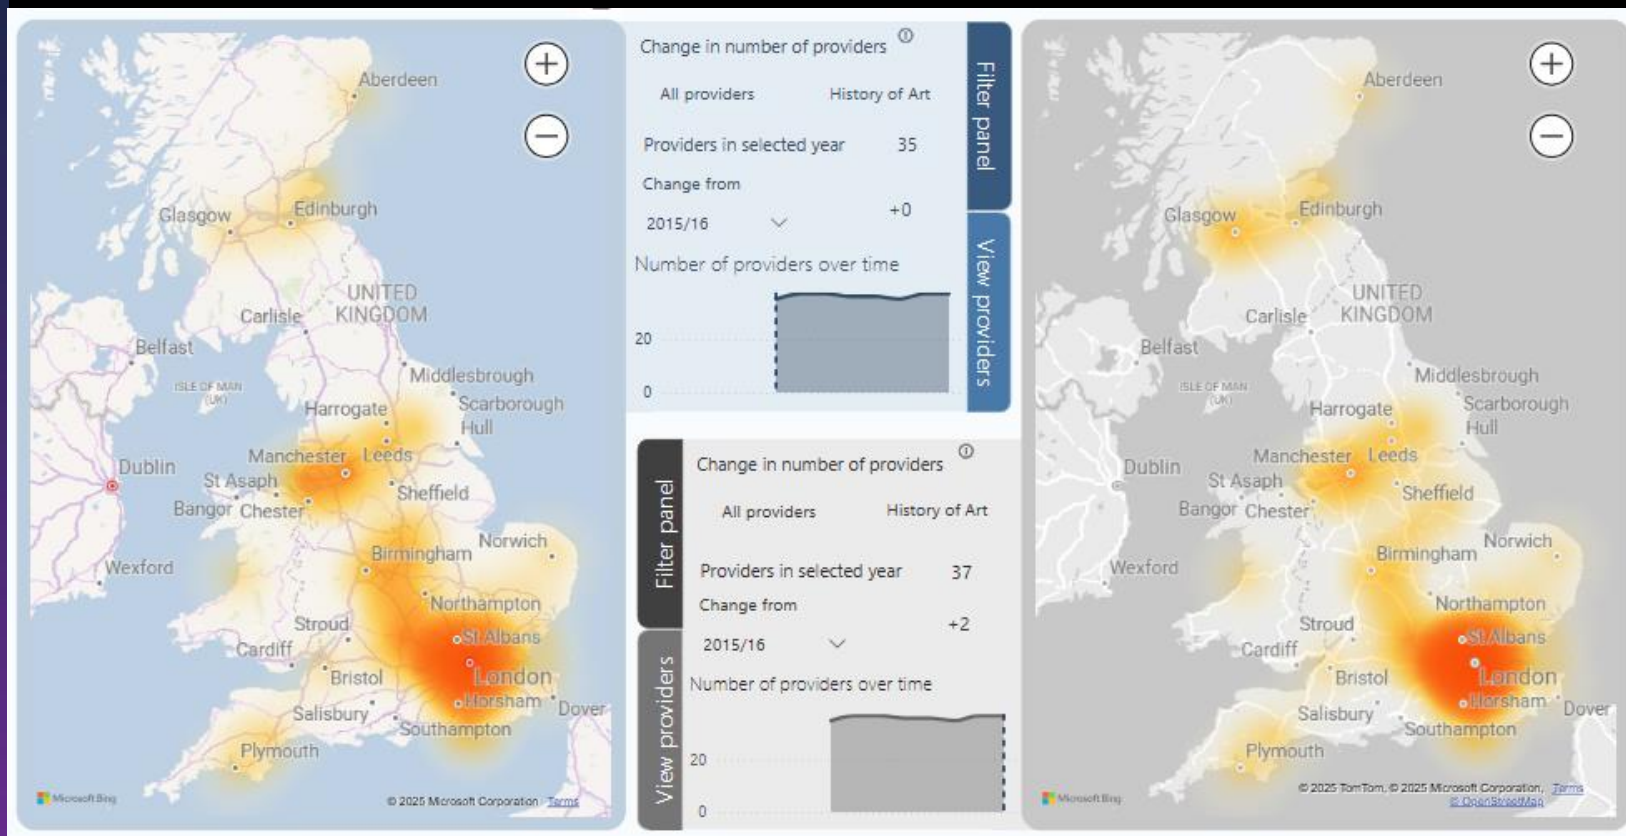 Aberdeen
Glasgow
Edinburgh
UNITED
KINGDOM
Carlisle
Belfast
ISLE OF MAN
(UK)
Middlesbrough
Harrogate
Scarborough
Hull
Manchester
Leeds
Dublin
St Asaph
Sheffield
Bangor
Chester
Norwich
Birmingham
Wexford
Northampton
Stroud
St Albans
Cardiff
Bristol
London
Horsham
Dover
Salisbury
Southampton
Plymouth
Microsoft Bing
© 2025 Microsoft Corporation Terms
Change in number of providers
All providers History of Art
Providers in selected year 35
Change from
+0
2015/16
Number of providers over time
20
0
Filter panel
View providers
Filter panel
View providers
Change in number of providers
All providers History of Art
Providers in selected year 37
Change from
+2
2015/16
Number of providers over time
20
0
Aberdeen
Glasgow
Edinburgh
UNITED
KINGDOM
Carlisle
Belfast
ISLE OF MAN
(UK)
Middlesbrough
Harrogate
Scarborough
Hull
Manchester
Leeds
Dublin
St Asaph
Sheffield
Bangor
Chester
Norwich
Birmingham
Wexford
Northampton
Stroud
St Albans
Cardiff
Bristol
London
Horsham
Dover
Salisbury
Southampton
Plymouth
Microsoft Bing
© 2025 TomTom, © 2025 Microsoft Corporation, Terms
© OpenStreetMap